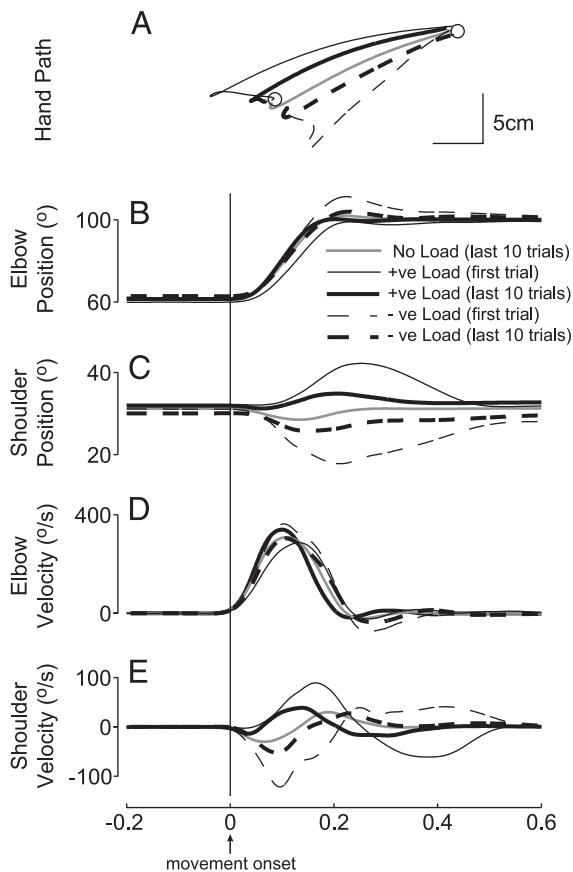 A
Hand Path
5cm
B
Elbow
Position (º)
100
60
No Load (last 10 trials)
+ve Load (first trial)
+ve Load (last 10 trials)
- ve Load (first trial)
- ve Load (last 10 trials)
C
Shoulder
Position (º)
40
20
D
Elbow
Velocity (º/s)
400
0
E
Shoulder
Velocity (º/s)
100
0
-100
-0.2
0
0.2
0.4
0.6
movement onset